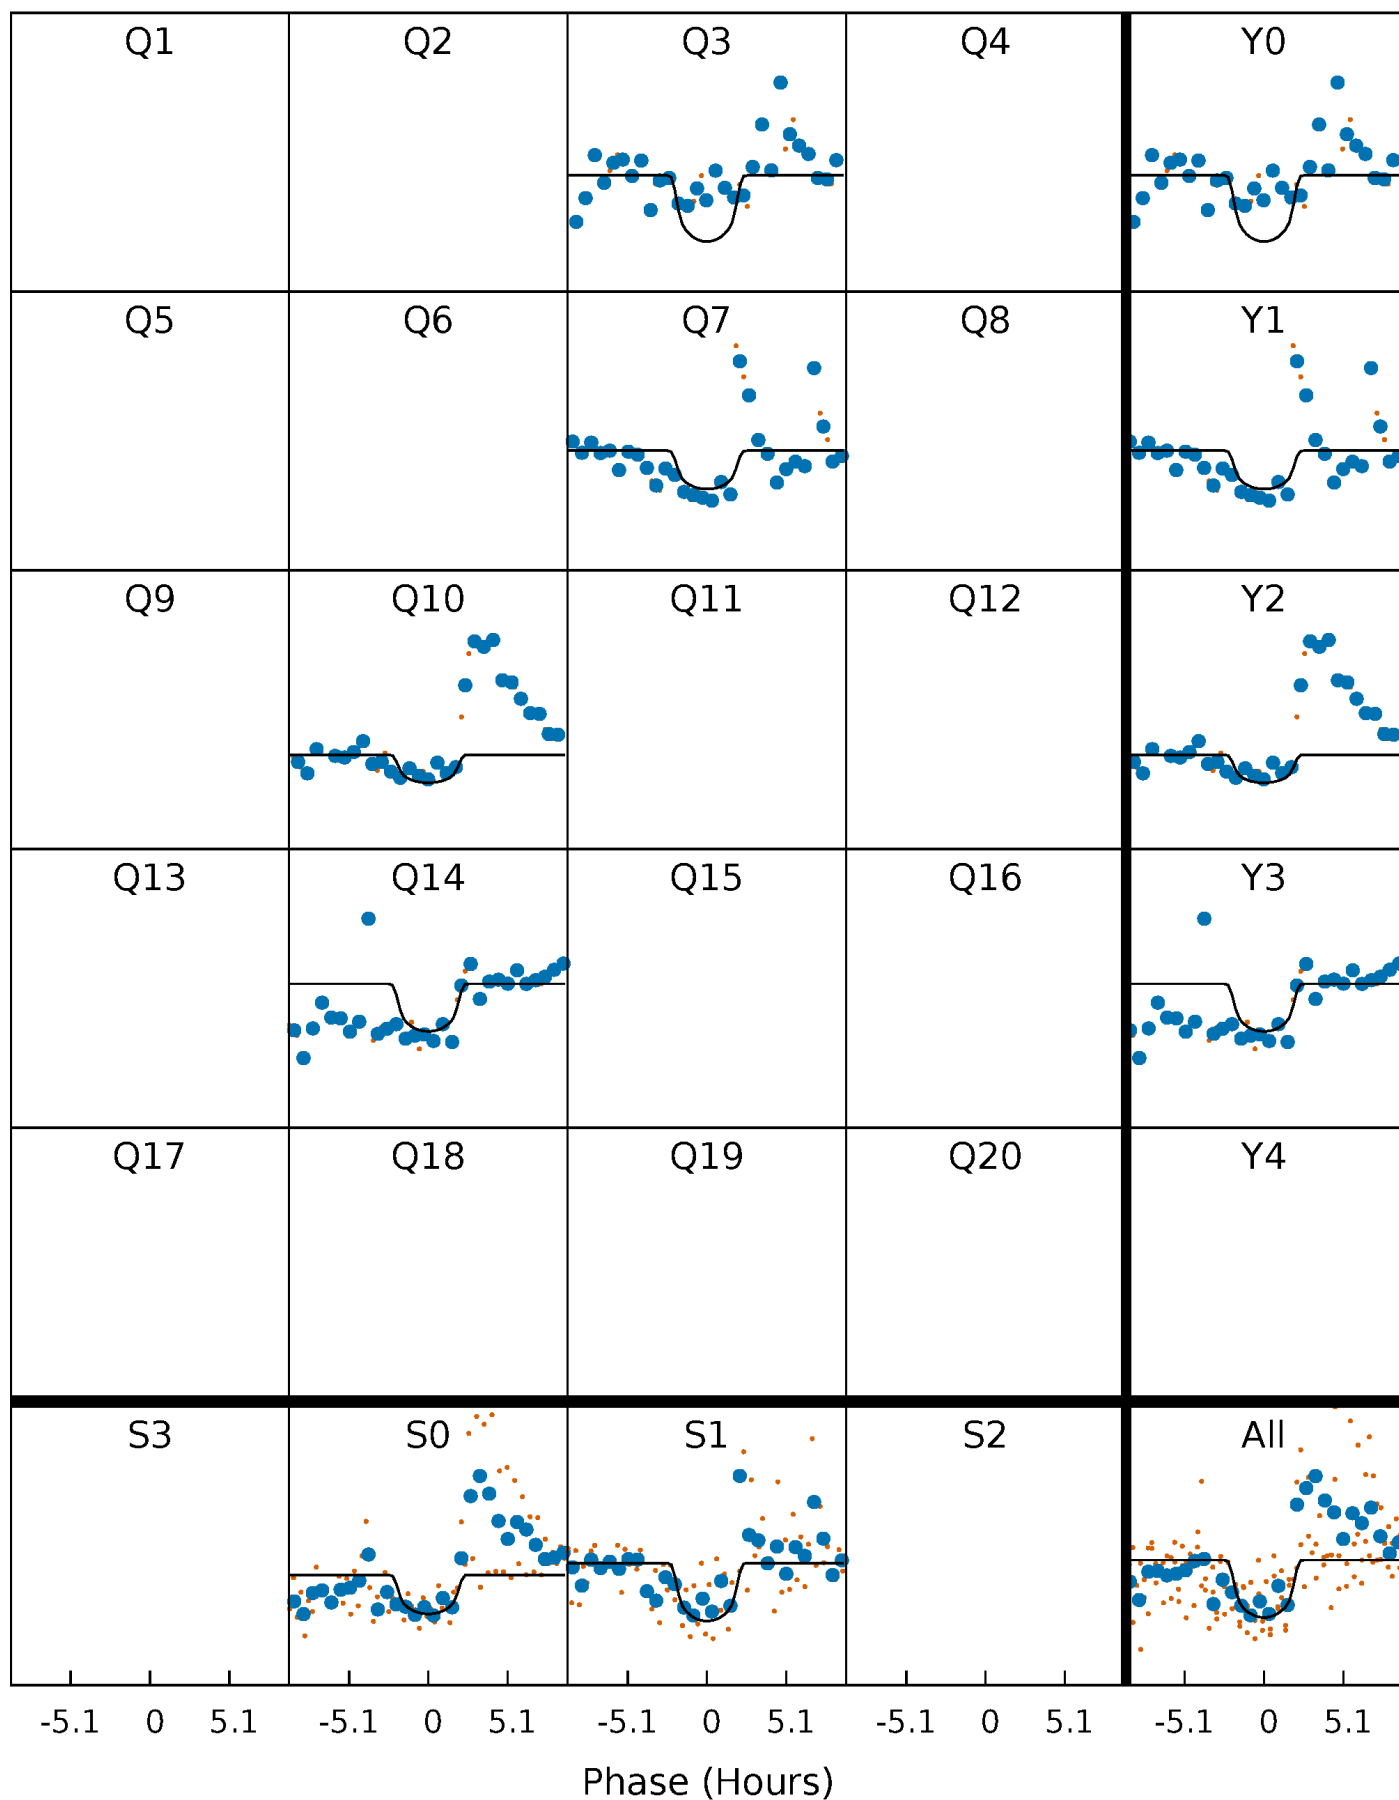 Q1 Q2 Q3 Q4 Y0
Q5 Q6 Q7 Q8 Y1
Q9 Q10 Q11 Q12 Y2
Q13 Q14 Q15 Q16 Y3
Q17 Q18 Q19 Q20 Y4
S3 S0 S1 S2 All
-5.1 0 5.1 -5.1 0 5.1 -5.1 0 5.1 -5.1 0 5.1 -5.1 0 5.1
Phase (Hours)